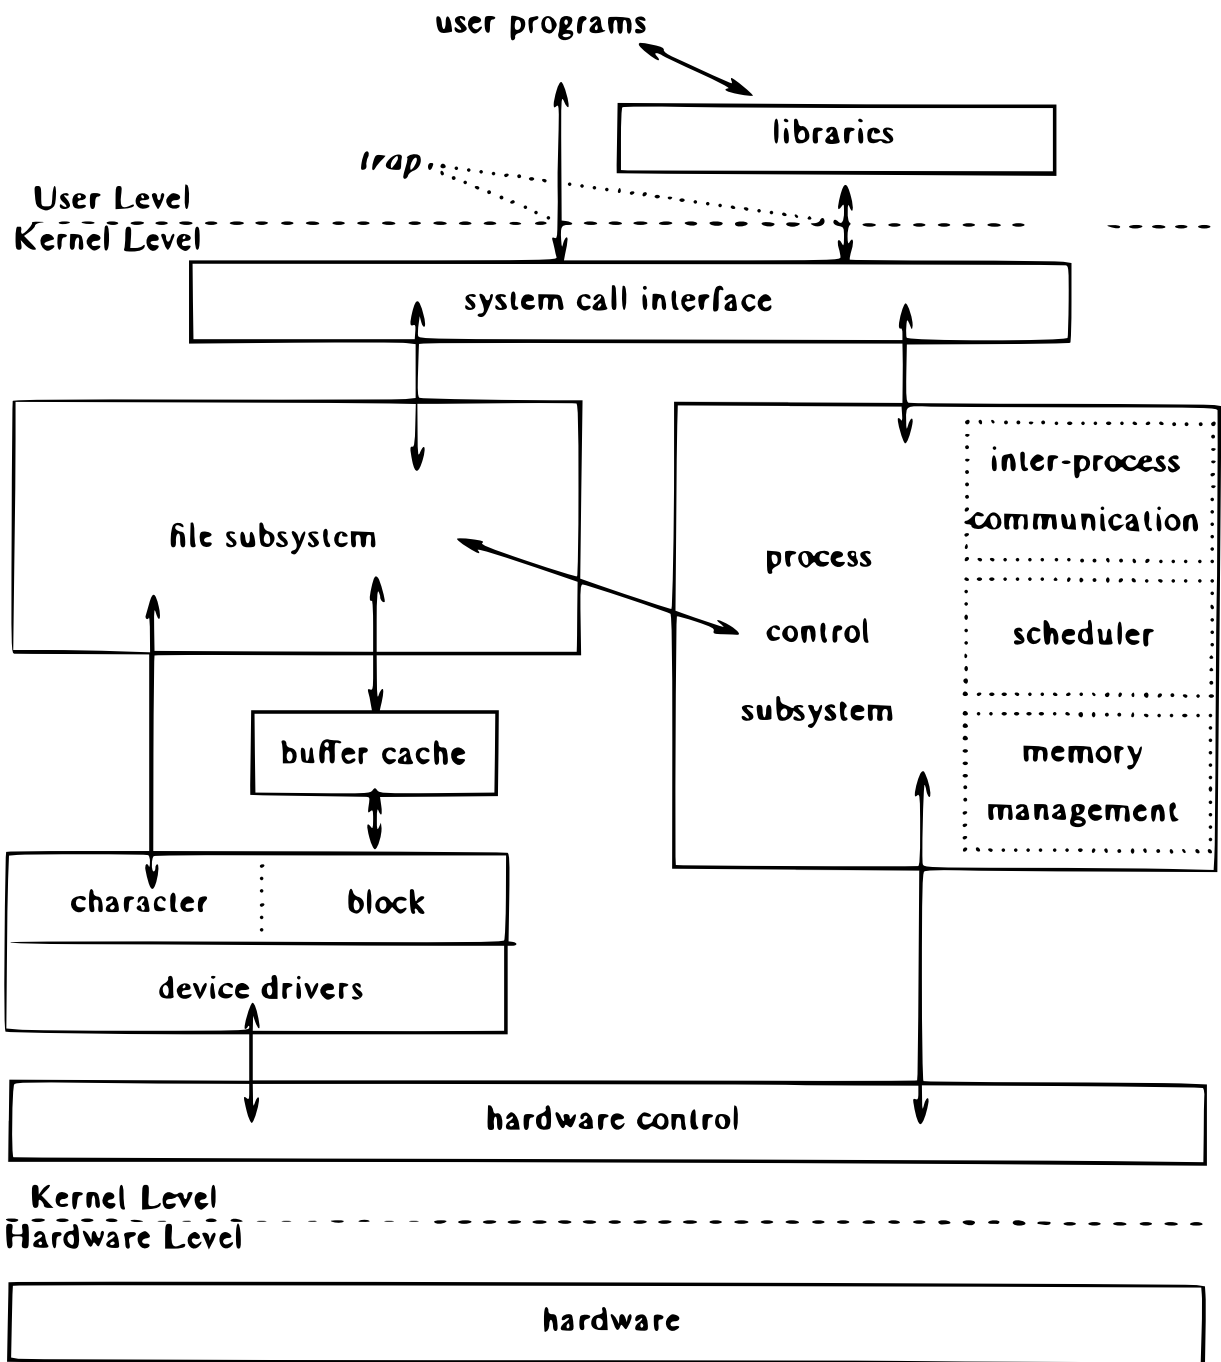 user programs
libraries
trap
User Level
Kernel Level
system call interface
file subsystem
process
control
subsystem
inter-process
communication
scheduler
memory
management
buffer cache
character
block
device drivers
hardware control
Kernel Level
Hardware Level
hardware